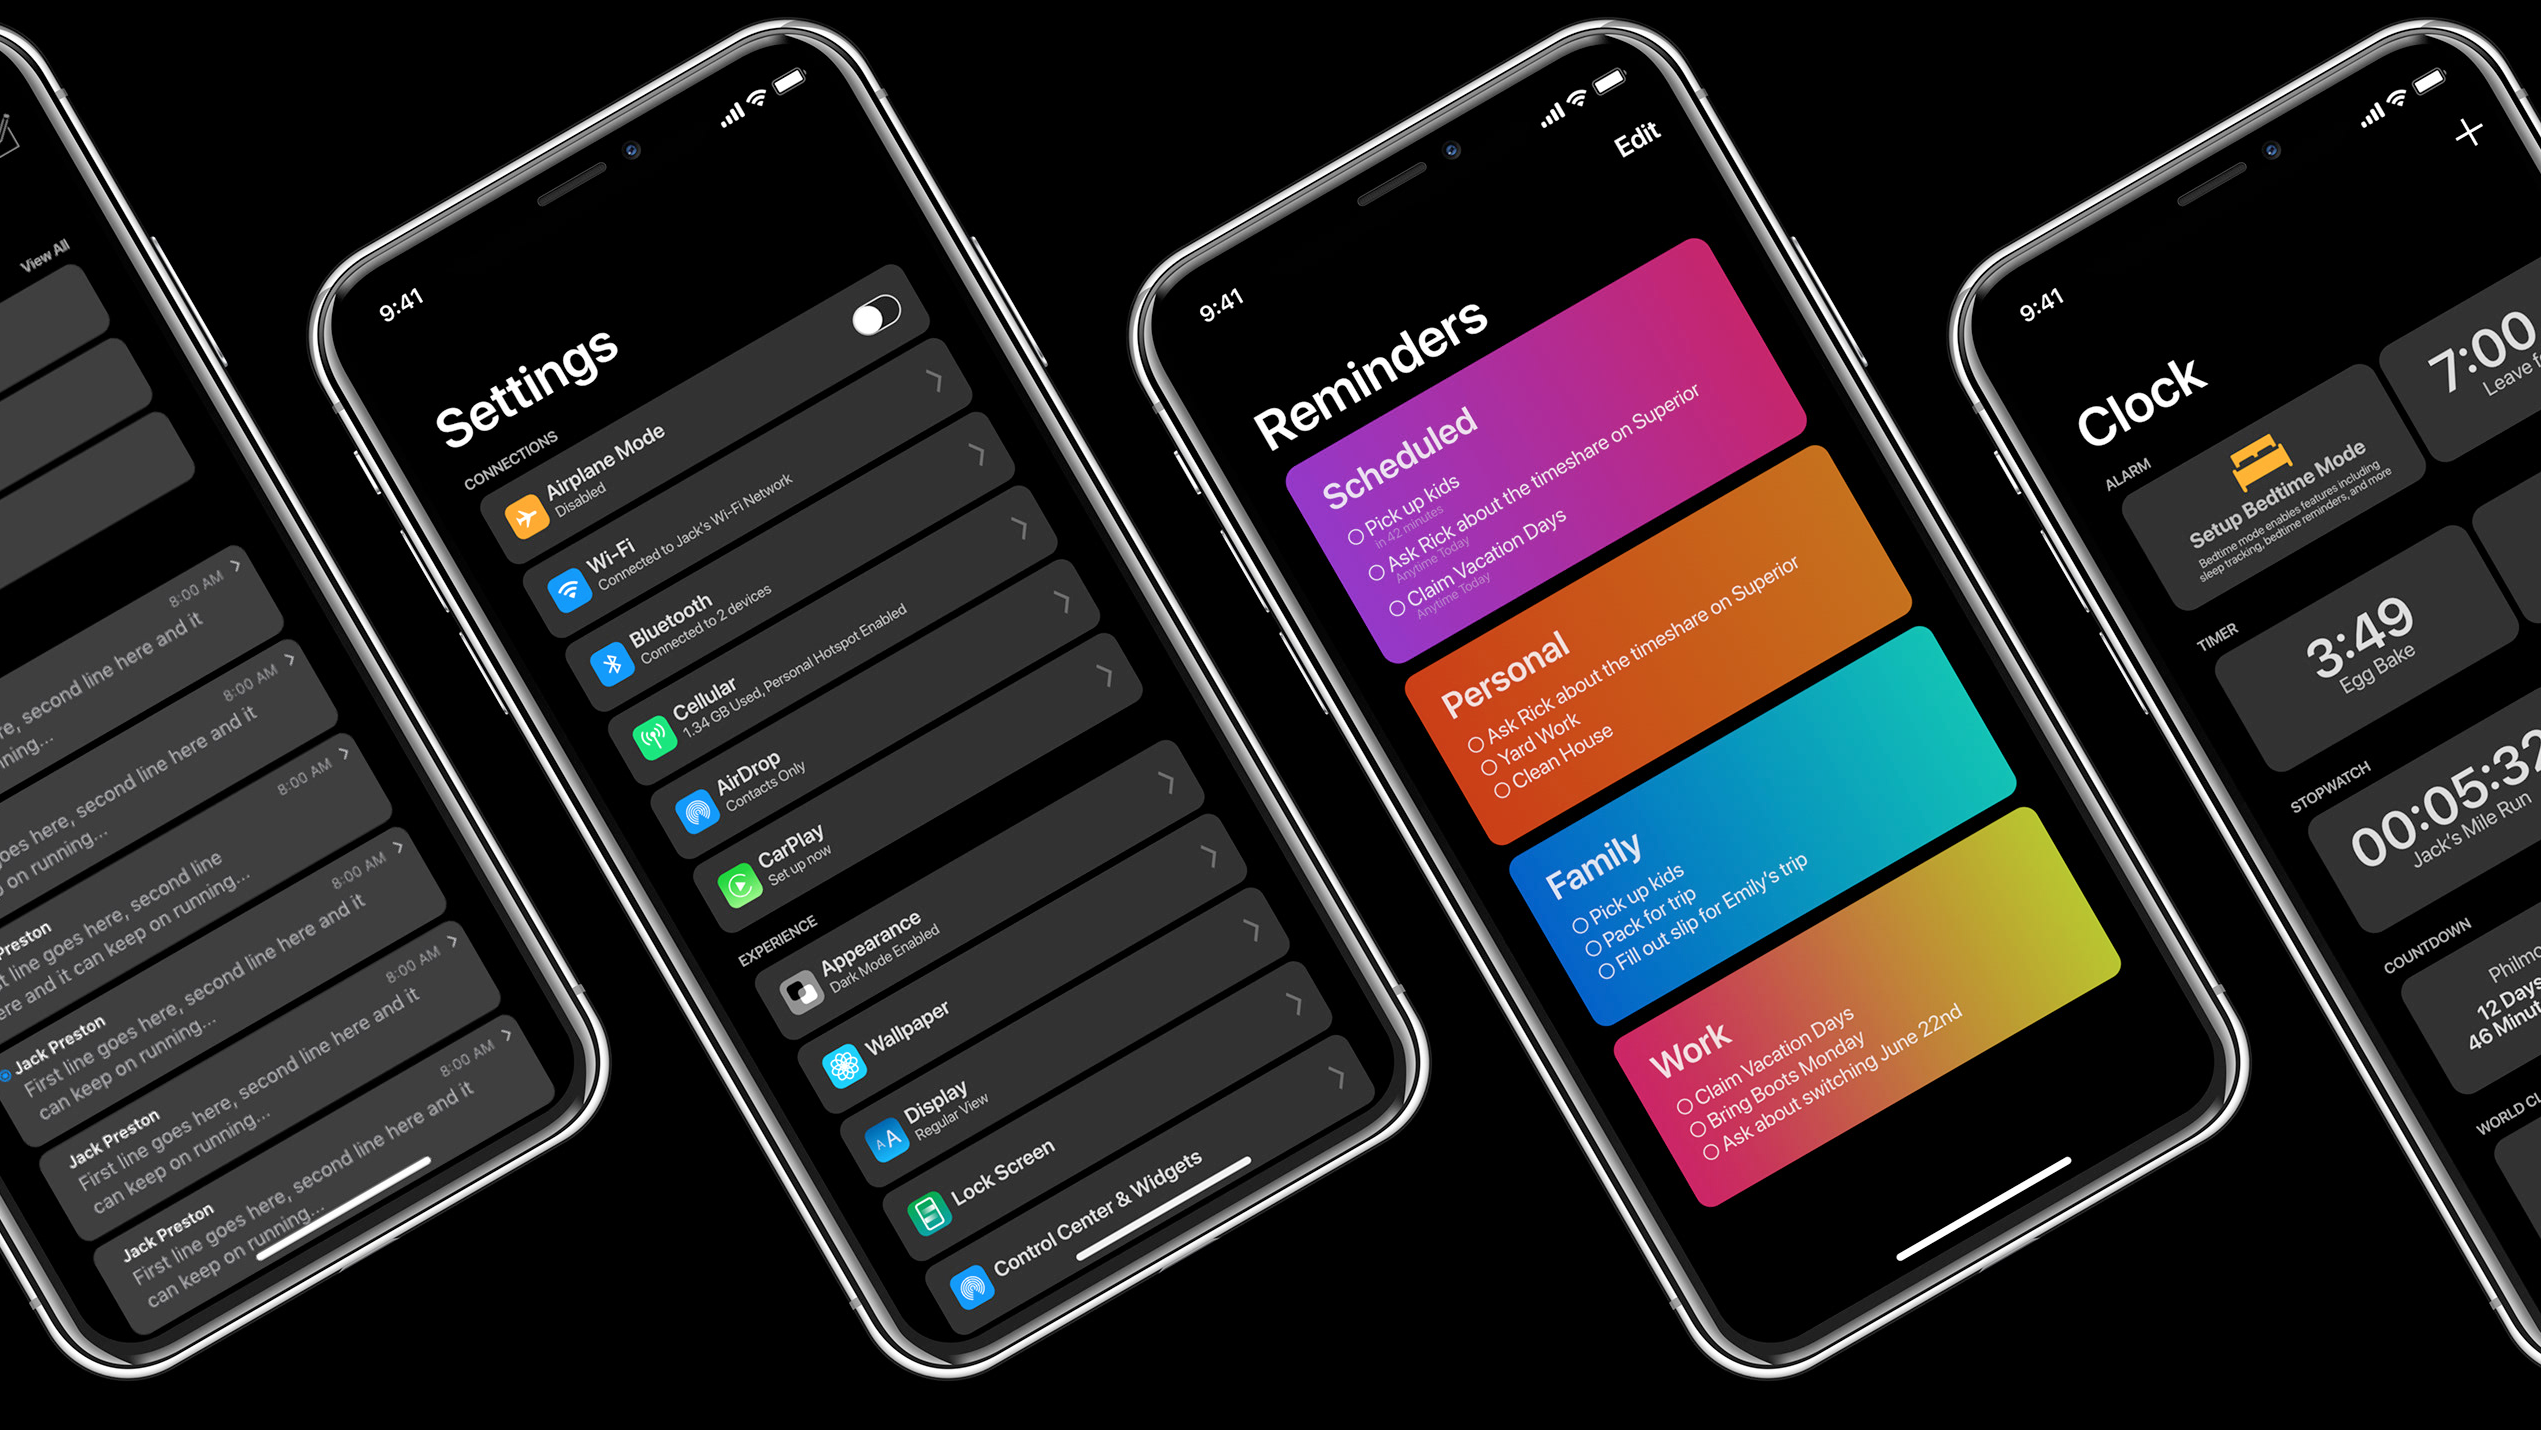 View All
8:00 AM
re, second line here and it
ning...
8:00 AM
oes here, second line here and it
on running...
8:00 AM
Preston
st line goes here, second line
ere and it can keep on running...
8:00 AM
Jack Preston
First line goes here, second line here and it
can keep on running...
8:00 AM
Jack Preston
First line goes here, second line here and it
can keep on running...
8:00 AM
Jack Preston
First line goes here, second line here and it
can keep on running...
9:41
Settings
CONNECTIONS
Airplane Mode
Disabled
Wi-Fi
Connected to Jack's Wi-Fi Network
Bluetooth
Connected to 2 devices
Cellular
1.34 GB Used, Personal Hotspot Enabled
AirDrop
Contacts Only
CarPlay
Set up now
EXPERIENCE
Appearance
Dark Mode Enabled
Wallpaper
AA
Display
Regular View
Lock Screen
Control Center & Widgets
9:41
Edit
Reminders
Scheduled
Pick up kids
in 42 minutes
Ask Rick about the timeshare on Superior
Anytime Today
Claim Vacation Days
Anytime Today
Personal
Ask Rick about the timeshare on Superior
Yard Work
Clean House
Family
Pick up kids
Pack for trip
Fill out slip for Emily's trip
Work
Claim Vacation Days
Bring Boots Monday
Ask about switching June 22nd
9:41
Clock
ALARM
Setup Bedtime Mode
Bedtime mode enables features including
sleep tracking, bedtime reminders, and more
7:00
Leave f
TIMER
3:49
Egg Bake
STOPWATCH
00:05:32
Jack's Mile Run
COUNTDOWN
Philmo
12 Days
46 Minut
WORLD CL